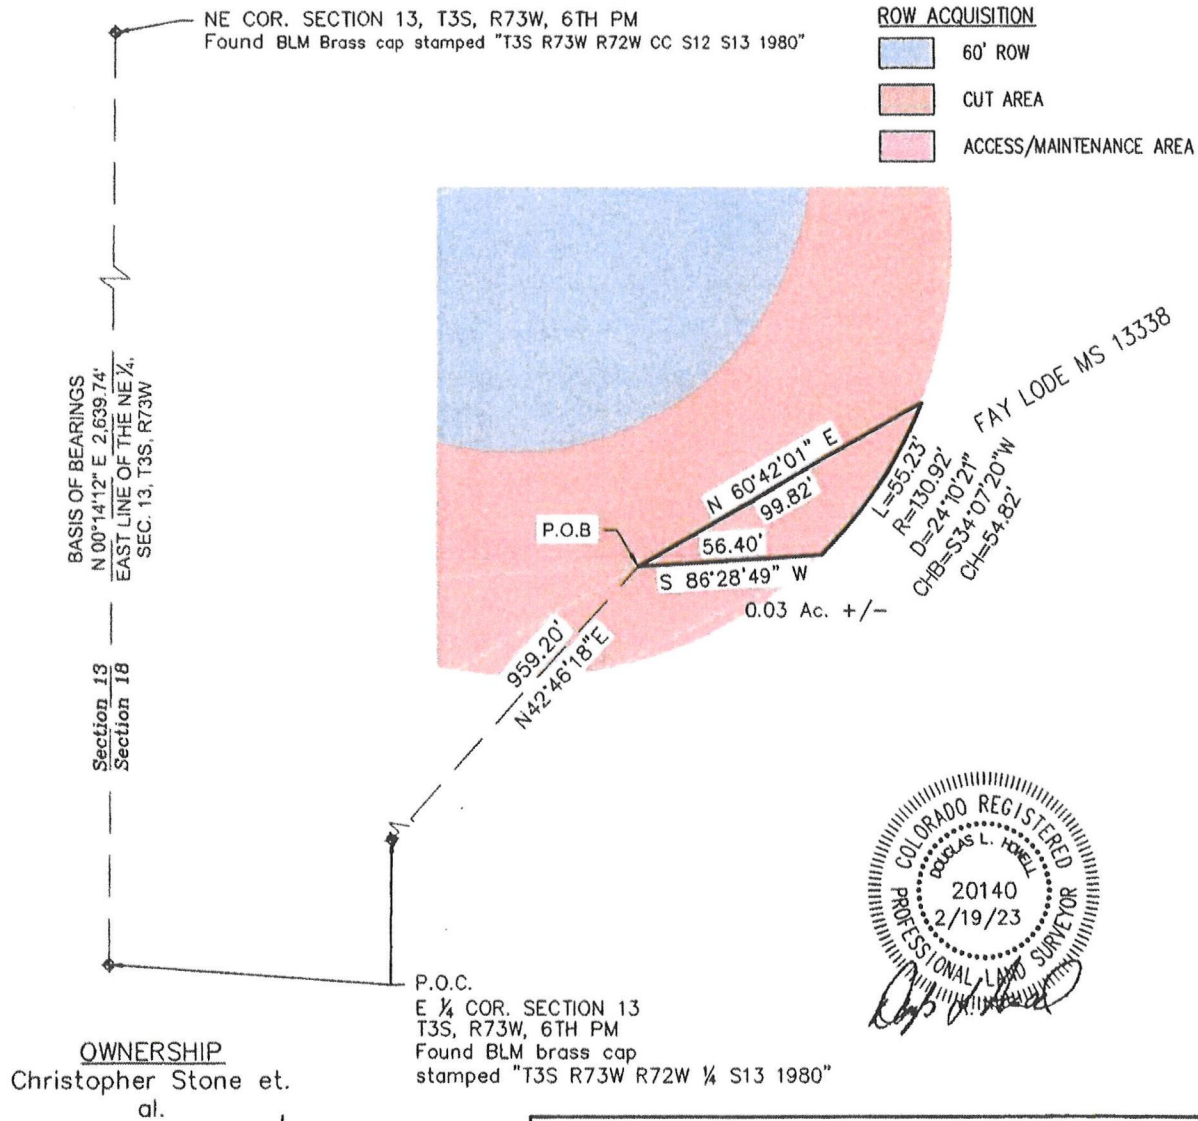 NE COR. SECTION 13, T3S, R73W, 6TH PM
Found BLM Brass cap stamped "T3S R73W R72W CC S12 S13 1980"
ROW ACQUISITION
60' ROW
CUT AREA
ACCESS/MAINTENANCE AREA
BASIS OF BEARINGS
N 00°14'12" E 2,639.74'
EAST LINE OF THE NE ¼,
SEC. 13, T3S, R73W
Section 13
Section 18
FAY LODE MS 13338
N 60°42'01" E
99.82'
L=55.23'
R=130.92'
D=24°10'21"
CHB=S34°07'20"W
CH=54.82'
P.O.B
56.40'
S 86°28'49" W
0.03 Ac. +/-
959.20'
N42°46'18"E
COLORADO REGISTERED
DOUGLAS L. HOWELL
20140
2/19/23
PROFESSIONAL LAND SURVEYOR
P.O.C.
E ¼ COR. SECTION 13
T3S, R73W, 6TH PM
Found BLM brass cap
stamped "T3S R73W R72W ¼ S13 1980"
OWNERSHIP
Christopher Stone et.
al.